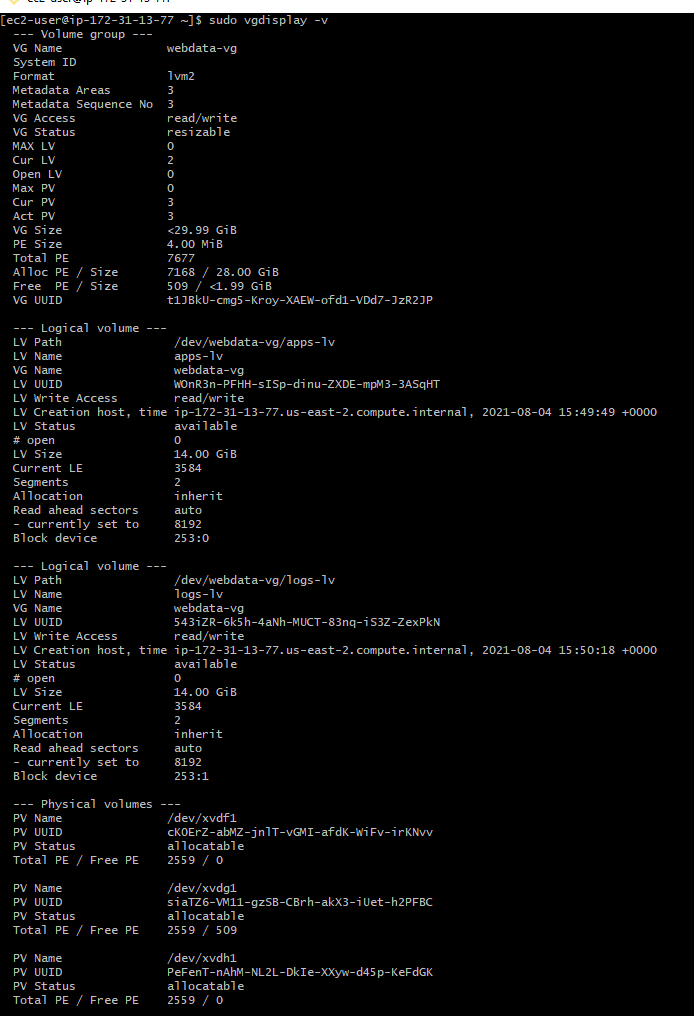 [ec2-user@ip-172-31-13-77 ~]$ sudo vgdisplay -v
--- Volume group ---
VG Name webdata-vg
System ID
Format lvm2
Metadata Areas 3
Metadata Sequence No 3
VG Access read/write
VG Status resizable
MAX LV 0
Cur LV 2
Open LV 0
Max PV 0
Cur PV 3
Act PV 3
VG Size <29.99 GiB
PE Size 4.00 MiB
Total PE 7677
Alloc PE / Size 7168 / 28.00 GiB
Free PE / Size 509 / <1.99 GiB
VG UUID t1JBkU-cmg5-Kroy-XAEW-ofd1-VDd7-JzR2JP
--- Logical volume ---
LV Path /dev/webdata-vg/apps-lv
LV Name apps-lv
VG Name webdata-vg
LV UUID WOnR3n-PFHH-sISp-dinu-ZXDE-mpM3-3ASqHT
LV Write Access read/write
LV Creation host, time ip-172-31-13-77.us-east-2.compute.internal, 2021-08-04 15:49:49 +0000
LV Status available
# open 0
LV Size 14.00 GiB
Current LE 3584
Segments 2
Allocation inherit
Read ahead sectors auto
- currently set to 8192
Block device 253:0
--- Logical volume ---
LV Path /dev/webdata-vg/logs-lv
LV Name logs-lv
VG Name webdata-vg
LV UUID 543iZR-6k5h-4aNh-MUCT-83nq-iS3Z-ZexPkN
LV Write Access read/write
LV Creation host, time ip-172-31-13-77.us-east-2.compute.internal, 2021-08-04 15:50:18 +0000
LV Status available
# open 0
LV Size 14.00 GiB
Current LE 3584
Segments 2
Allocation inherit
Read ahead sectors auto
- currently set to 8192
Block device 253:1
--- Physical volumes ---
PV Name /dev/xvdf1
PV UUID cKOErZ-abMZ-jnlT-vGMI-afdK-WiFv-irKNvv
PV Status allocatable
Total PE / Free PE 2559 / 0
PV Name /dev/xvdg1
PV UUID siaTZ6-VM11-gzSB-CBrh-akX3-iUet-h2PFBC
PV Status allocatable
Total PE / Free PE 2559 / 509
PV Name /dev/xvdh1
PV UUID PeFenT-nAhM-NL2L-DkIe-XXyw-d45p-KeFdGK
PV Status allocatable
Total PE / Free PE 2559 / 0